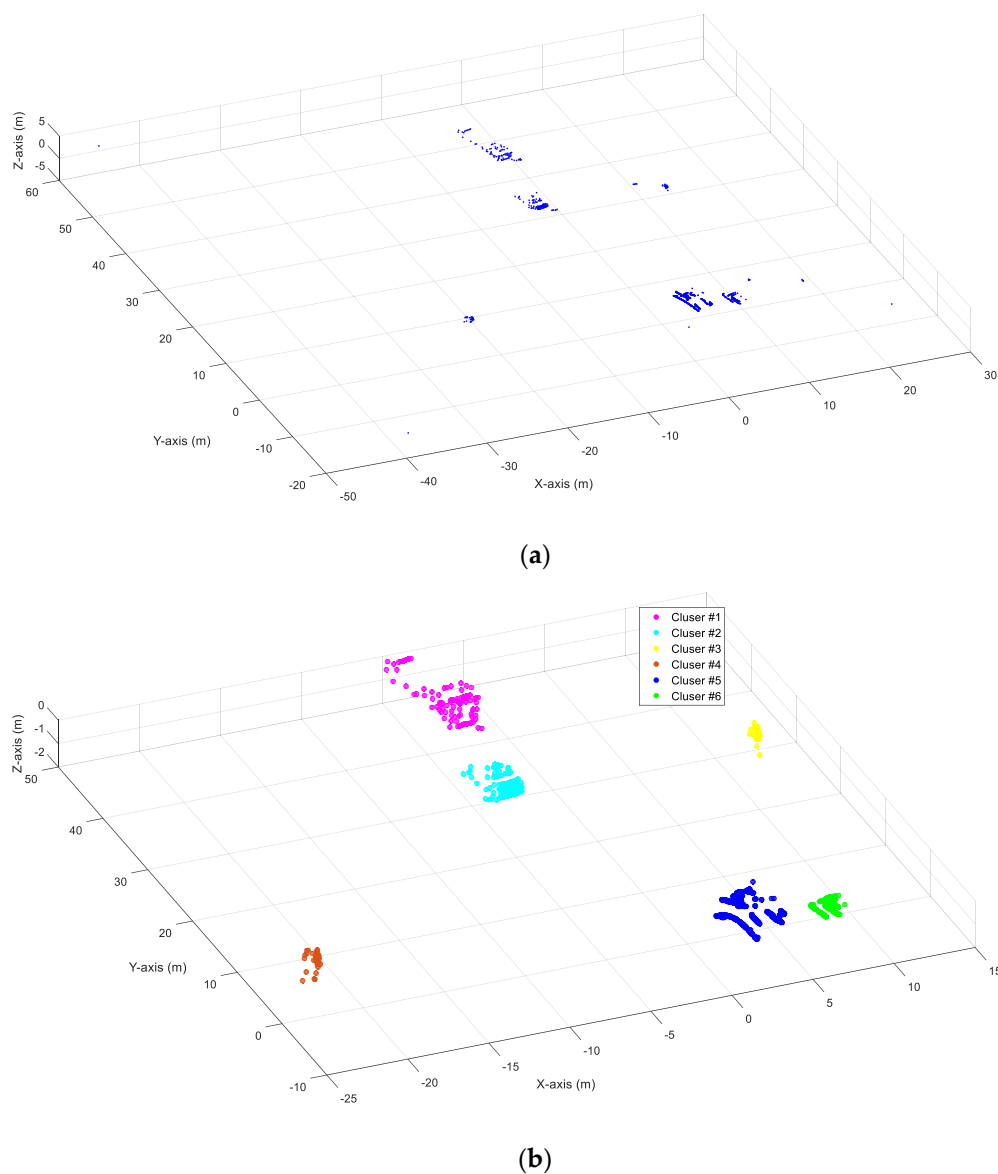 Z-axis (m)
5
0
-5
60
50
40
30
20
10
0
-10
-20
Y-axis (m)
-50
-40
-30
-20
-10
0
10
20
30
X-axis (m)
(a)
Cluser #1
Cluser #2
Cluser #3
Cluser #4
Cluser #5
Cluser #6
Z-axis (m)
0
-1
-2
50
40
30
20
10
0
-10
Y-axis (m)
-25
-20
-15
-10
-5
0
5
10
15
X-axis (m)
(b)